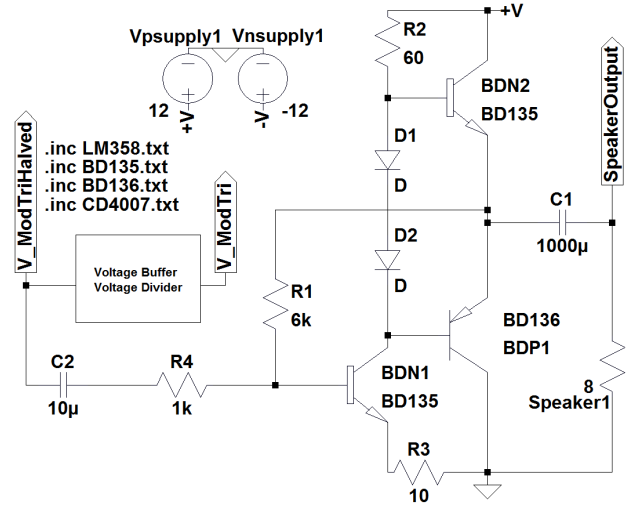 Vpsupply1 Vnsupply1
12 -12
+V -V
V_ModTriHalved
.inc LM358.txt
.inc BD135.txt
.inc BD136.txt
.inc CD4007.txt
V_ModTri
Voltage Buffer
Voltage Divider
+V
R2
60
BDN2
BD135
D1
D
D2
D
SpeakerOutput
C1
1000µ
R1
6k
BD136
BDP1
C2
10µ
R4
1k
BDN1
BD135
8
Speaker1
R3
10